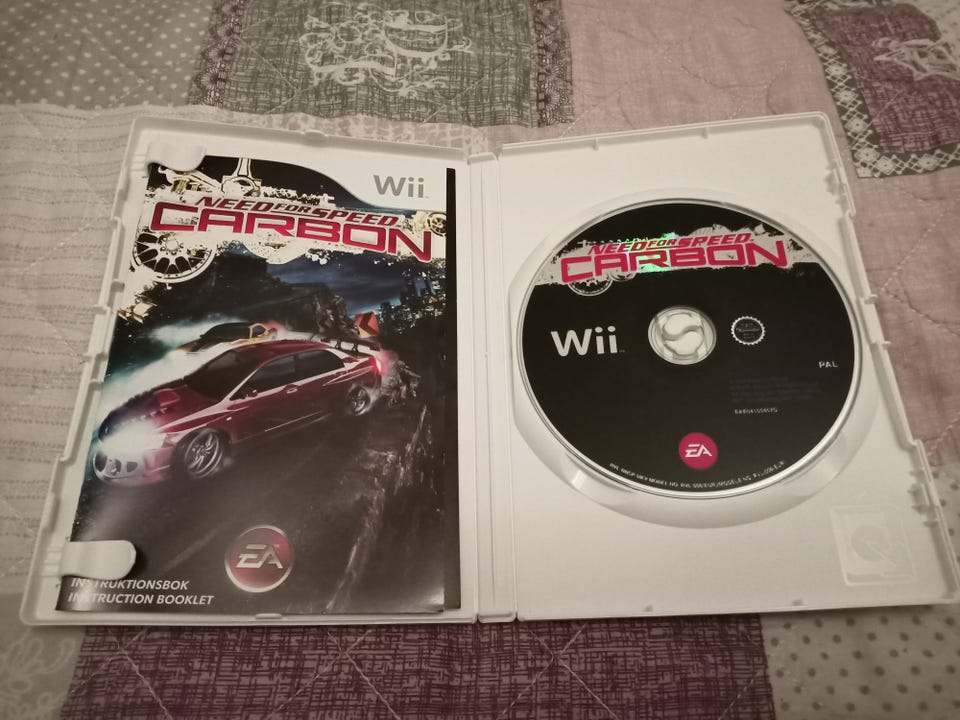 Wii
NEED FOR SPEED
CARBON
EA
INSTRUKTIONSBOK
INSTRUCTION BOOKLET
NEED FOR SPEED
CARBON
Wii
PAL
EA